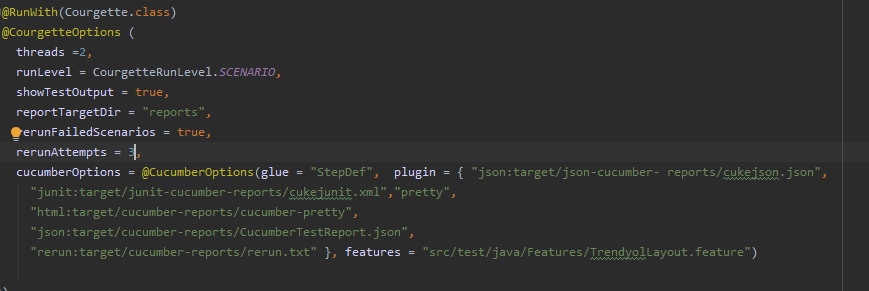 @RunWith(Courgette.class)
@CourgetteOptions (
threads =2,
runLevel = CourgetteRunLevel.SCENARIO,
showTestOutput = true,
reportTargetDir = "reports",
rerunFailedScenarios = true,
rerunAttempts = 3,
cucumberOptions = @CucumberOptions(glue = "StepDef",  plugin = { "json:target/json-cucumber- reports/cukejson.json",
"junit:target/junit-cucumber-reports/cukejunit.xml","pretty",
"html:target/cucumber-reports/cucumber-pretty",
"json:target/cucumber-reports/CucumberTestReport.json",
"rerun:target/cucumber-reports/rerun.txt" }, features = "src/test/java/Features/TrendyolLayout.feature")